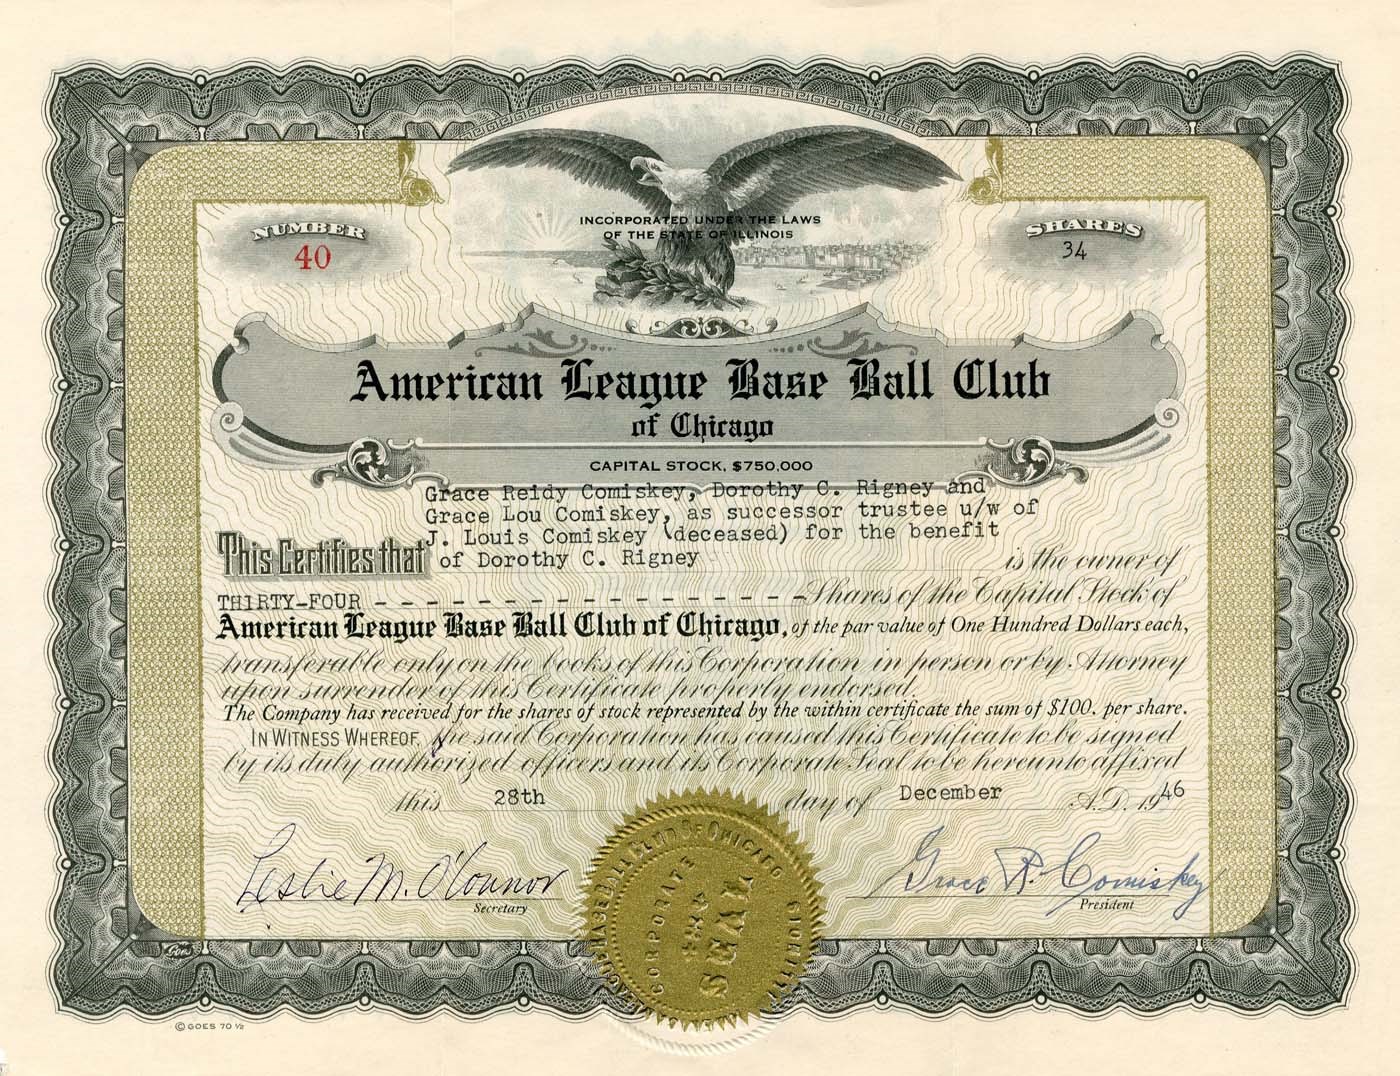 INCORPORATED UNDER THE LAWS
OF THE STATE OF ILLINOIS
NUMBER
40
SHARES
34
American League Base Ball Club
of Chicago
CAPITAL STOCK, $750,000
Grace Reidy Comiskey, Dorothy C. Rigney and
Grace Lou Comiskey, as successor trustee u/w of
J. Louis Comiskey (deceased) for the benefit
This Certifies that of Dorothy C. Rigney is the owner of
THIRTY-FOUR - - - - - - - - - - - - - - - - - Shares of the Capital Stock of
American League Base Ball Club of Chicago, of the par value of One Hundred Dollars each,
transferable only on the books of this Corporation in person or by Attorney
upon surrender of this Certificate properly endorsed.
The Company has received for the shares of stock represented by the within certificate the sum of $100. per share.
IN WITNESS WHEREOF, the said Corporation has caused this Certificate to be signed
by its duly authorized officers and its Corporate Seal to be hereunto affixed
this 28th day of December A.D. 1946
Leslie M. O'Connor
Secretary
Grace R. Comiskey
President
BASE BALL CLUB OF CHICAGO
CORPORATE
SEAL
ILLINOIS
Goes
© GOES 70 1/2